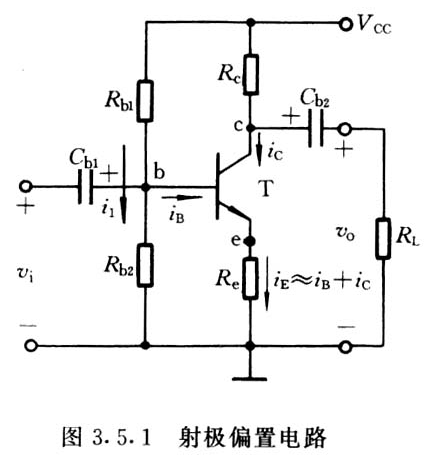 V_CC
R_b1
R_c
C_b2
+
c
+
C_b1
+
b
i_C
T
+
i_1
i_B
e
v_o
R_L
v_i
R_b2
R_e
i_E≈i_B+i_C
—
—
图 3.5.1 射极偏置电路